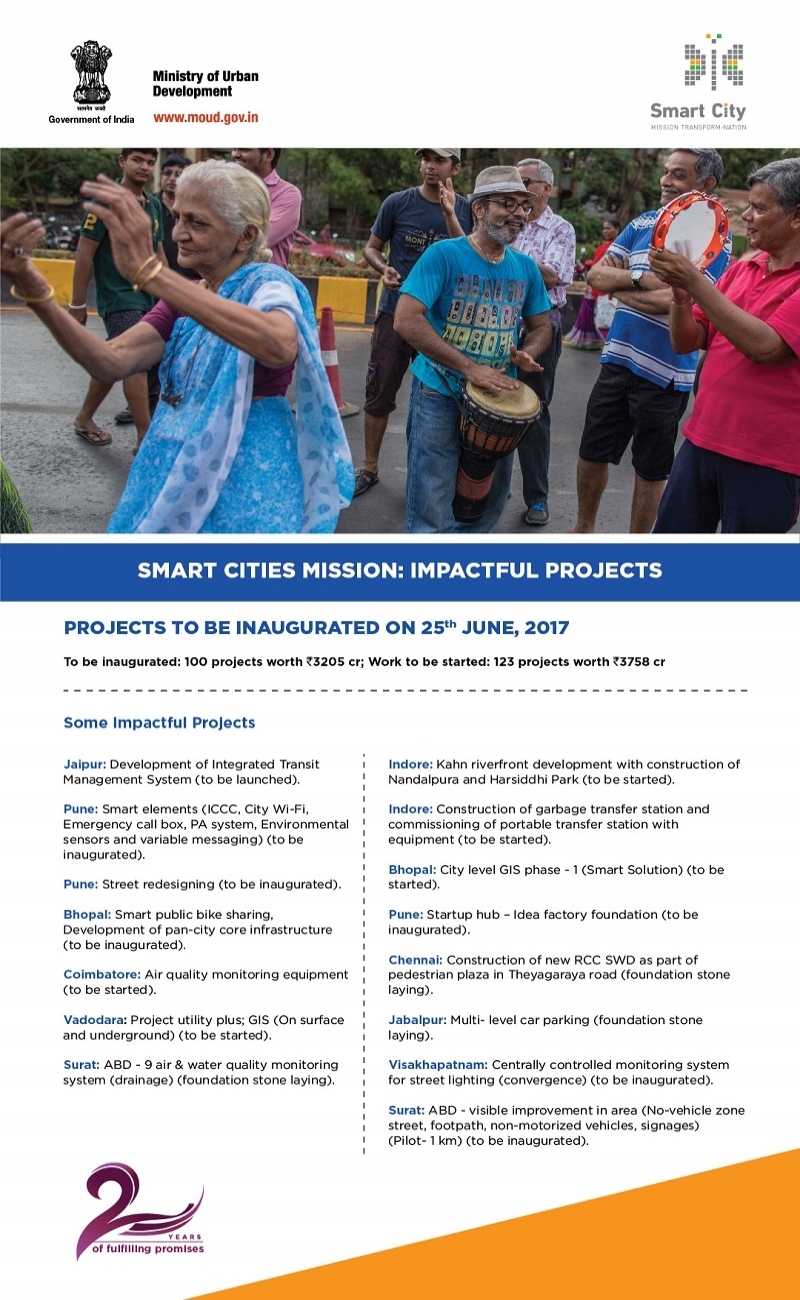 सत्यमेव जयते
Government of India
Ministry of Urban
Development
www.moud.gov.in
Smart City
MISSION TRANSFORM-NATION
2
MONT
SMART CITIES MISSION: IMPACTFUL PROJECTS
PROJECTS TO BE INAUGURATED ON 25th JUNE, 2017
To be inaugurated: 100 projects worth ₹3205 cr; Work to be started: 123 projects worth ₹3758 cr
Some Impactful Projects
Jaipur: Development of Integrated Transit
Management System (to be launched).
Pune: Smart elements (ICCC, City Wi-Fi,
Emergency call box, PA system, Environmental
sensors and variable messaging) (to be
inaugurated).
Pune: Street redesigning (to be inaugurated).
Bhopal: Smart public bike sharing,
Development of pan-city core infrastructure
(to be inaugurated).
Coimbatore: Air quality monitoring equipment
(to be started).
Vadodara: Project utility plus; GIS (On surface
and underground) (to be started).
Surat: ABD - 9 air & water quality monitoring
system (drainage) (foundation stone laying).
Indore: Kahn riverfront development with construction of
Nandalpura and Harsiddhi Park (to be started).
Indore: Construction of garbage transfer station and
commissioning of portable transfer station with
equipment (to be started).
Bhopal: City level GIS phase - 1 (Smart Solution) (to be
started).
Pune: Startup hub – Idea factory foundation (to be
inaugurated).
Chennai: Construction of new RCC SWD as part of
pedestrian plaza in Theyagaraya road (foundation stone
laying).
Jabalpur: Multi- level car parking (foundation stone
laying).
Visakhapatnam: Centrally controlled monitoring system
for street lighting (convergence) (to be inaugurated).
Surat: ABD - visible improvement in area (No-vehicle zone
street, footpath, non-motorized vehicles, signages)
(Pilot- 1 km) (to be inaugurated).
2
YEARS
of fulfilling promises